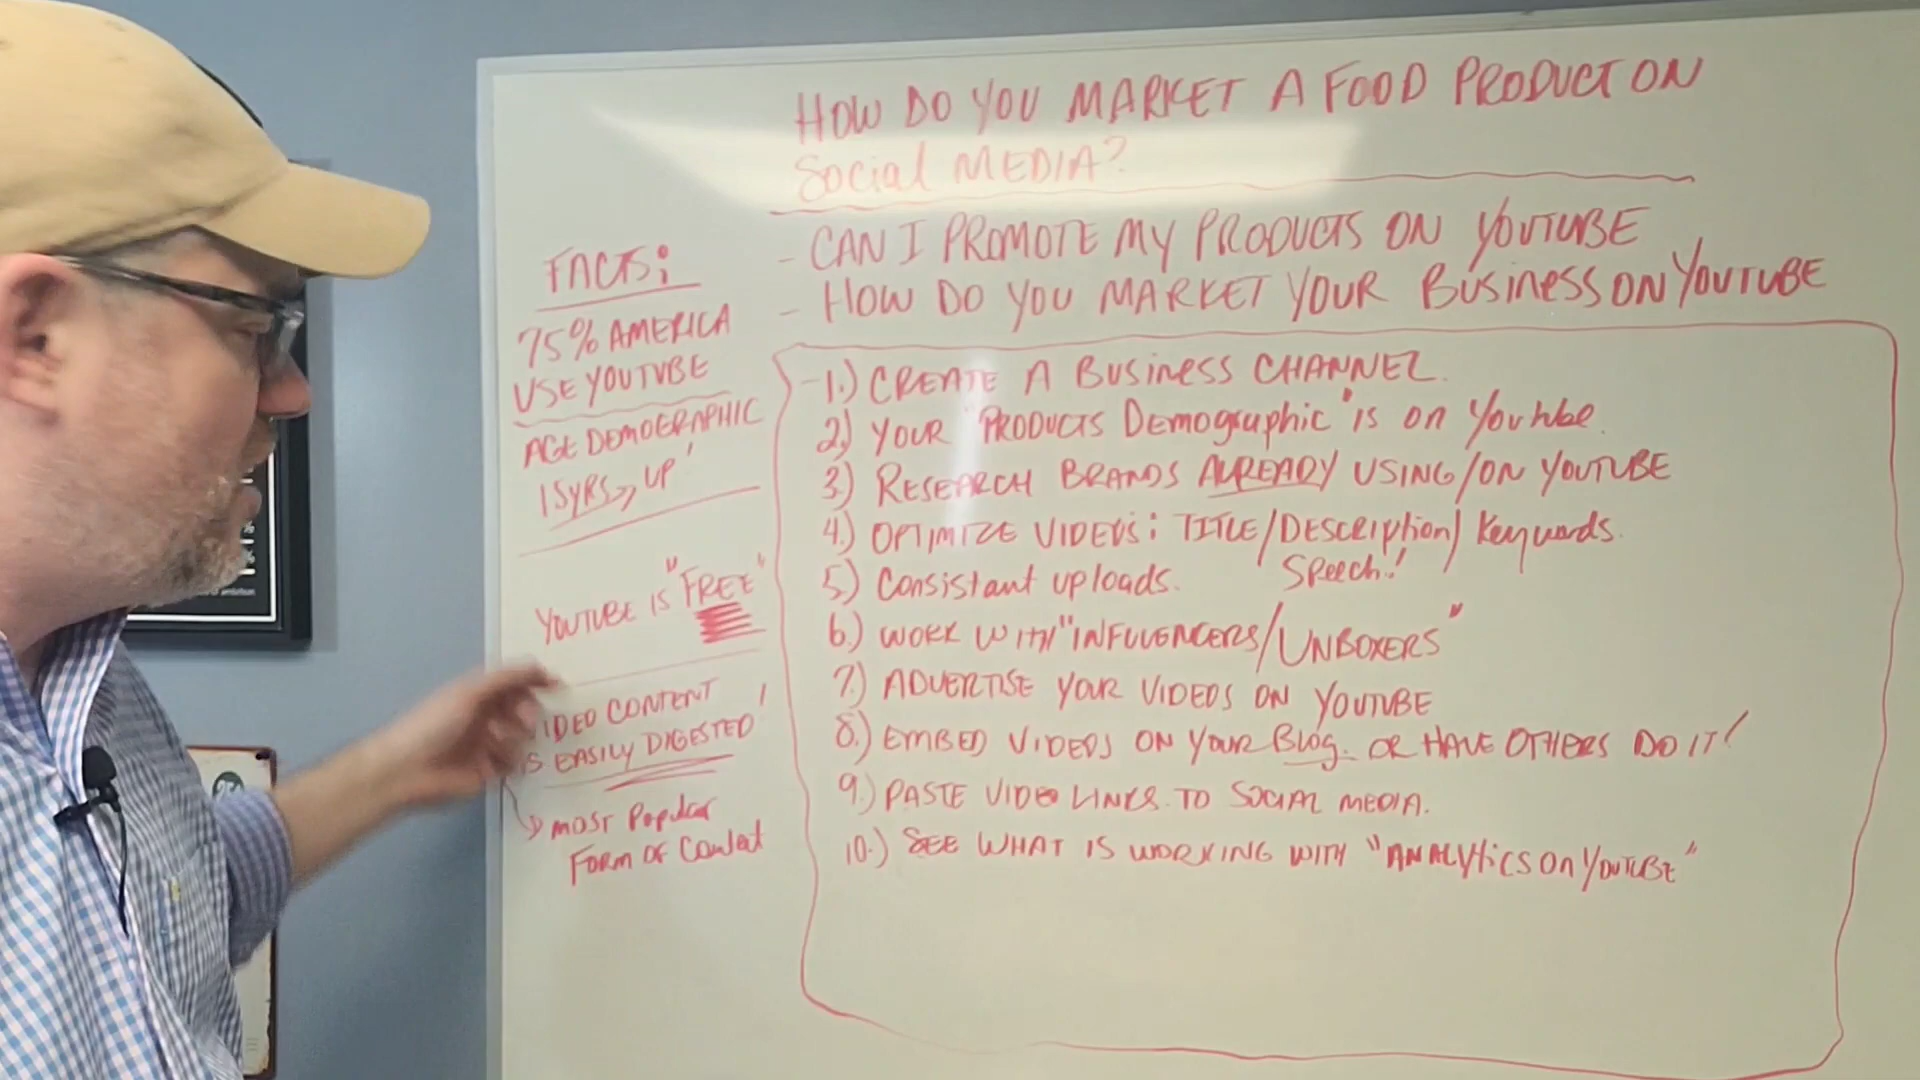 HOW DO YOU MARKET A FOOD PRODUCT ON
Social MEDIA?
- CAN I PROMOTE MY PRODUCTS ON YOUTUBE
- HOW DO YOU MARKET YOUR BUSINESS ON YOUTUBE
FACTS:
75% AMERICA
USE YOUTUBE
AGE DEMOGRAPHIC
15YRS UP!
YOUTUBE IS "FREE"
VIDEO CONTENT
IS EASILY DIGESTED!
MOST Popular
FORM OF Content
-1.) CREATE A BUSINESS CHANNEL.
2.) YOUR "PRODUCTS Demographic" is on Youtube.
3.) RESEARCH BRANDS ALREADY USING/ON YOUTUBE
4.) OPTIMIZE VIDEOS: TITLE/DESCRIPTION/ Keywords.
Speech!
5.) Consistant uploads.
6.) WORK WITH "INFLUENCERS/UNBOXERS"
7.) ADVERTISE YOUR VIDEOS ON YOUTUBE
8.) EMBED VIDEOS ON YOUR BLOG. OR HAVE OTHERS DO IT!
9.) PASTE VIDEO LINKS TO SOCIAL MEDIA.
10.) SEE WHAT IS WORKING WITH "ANALYTICS ON YOUTUBE"